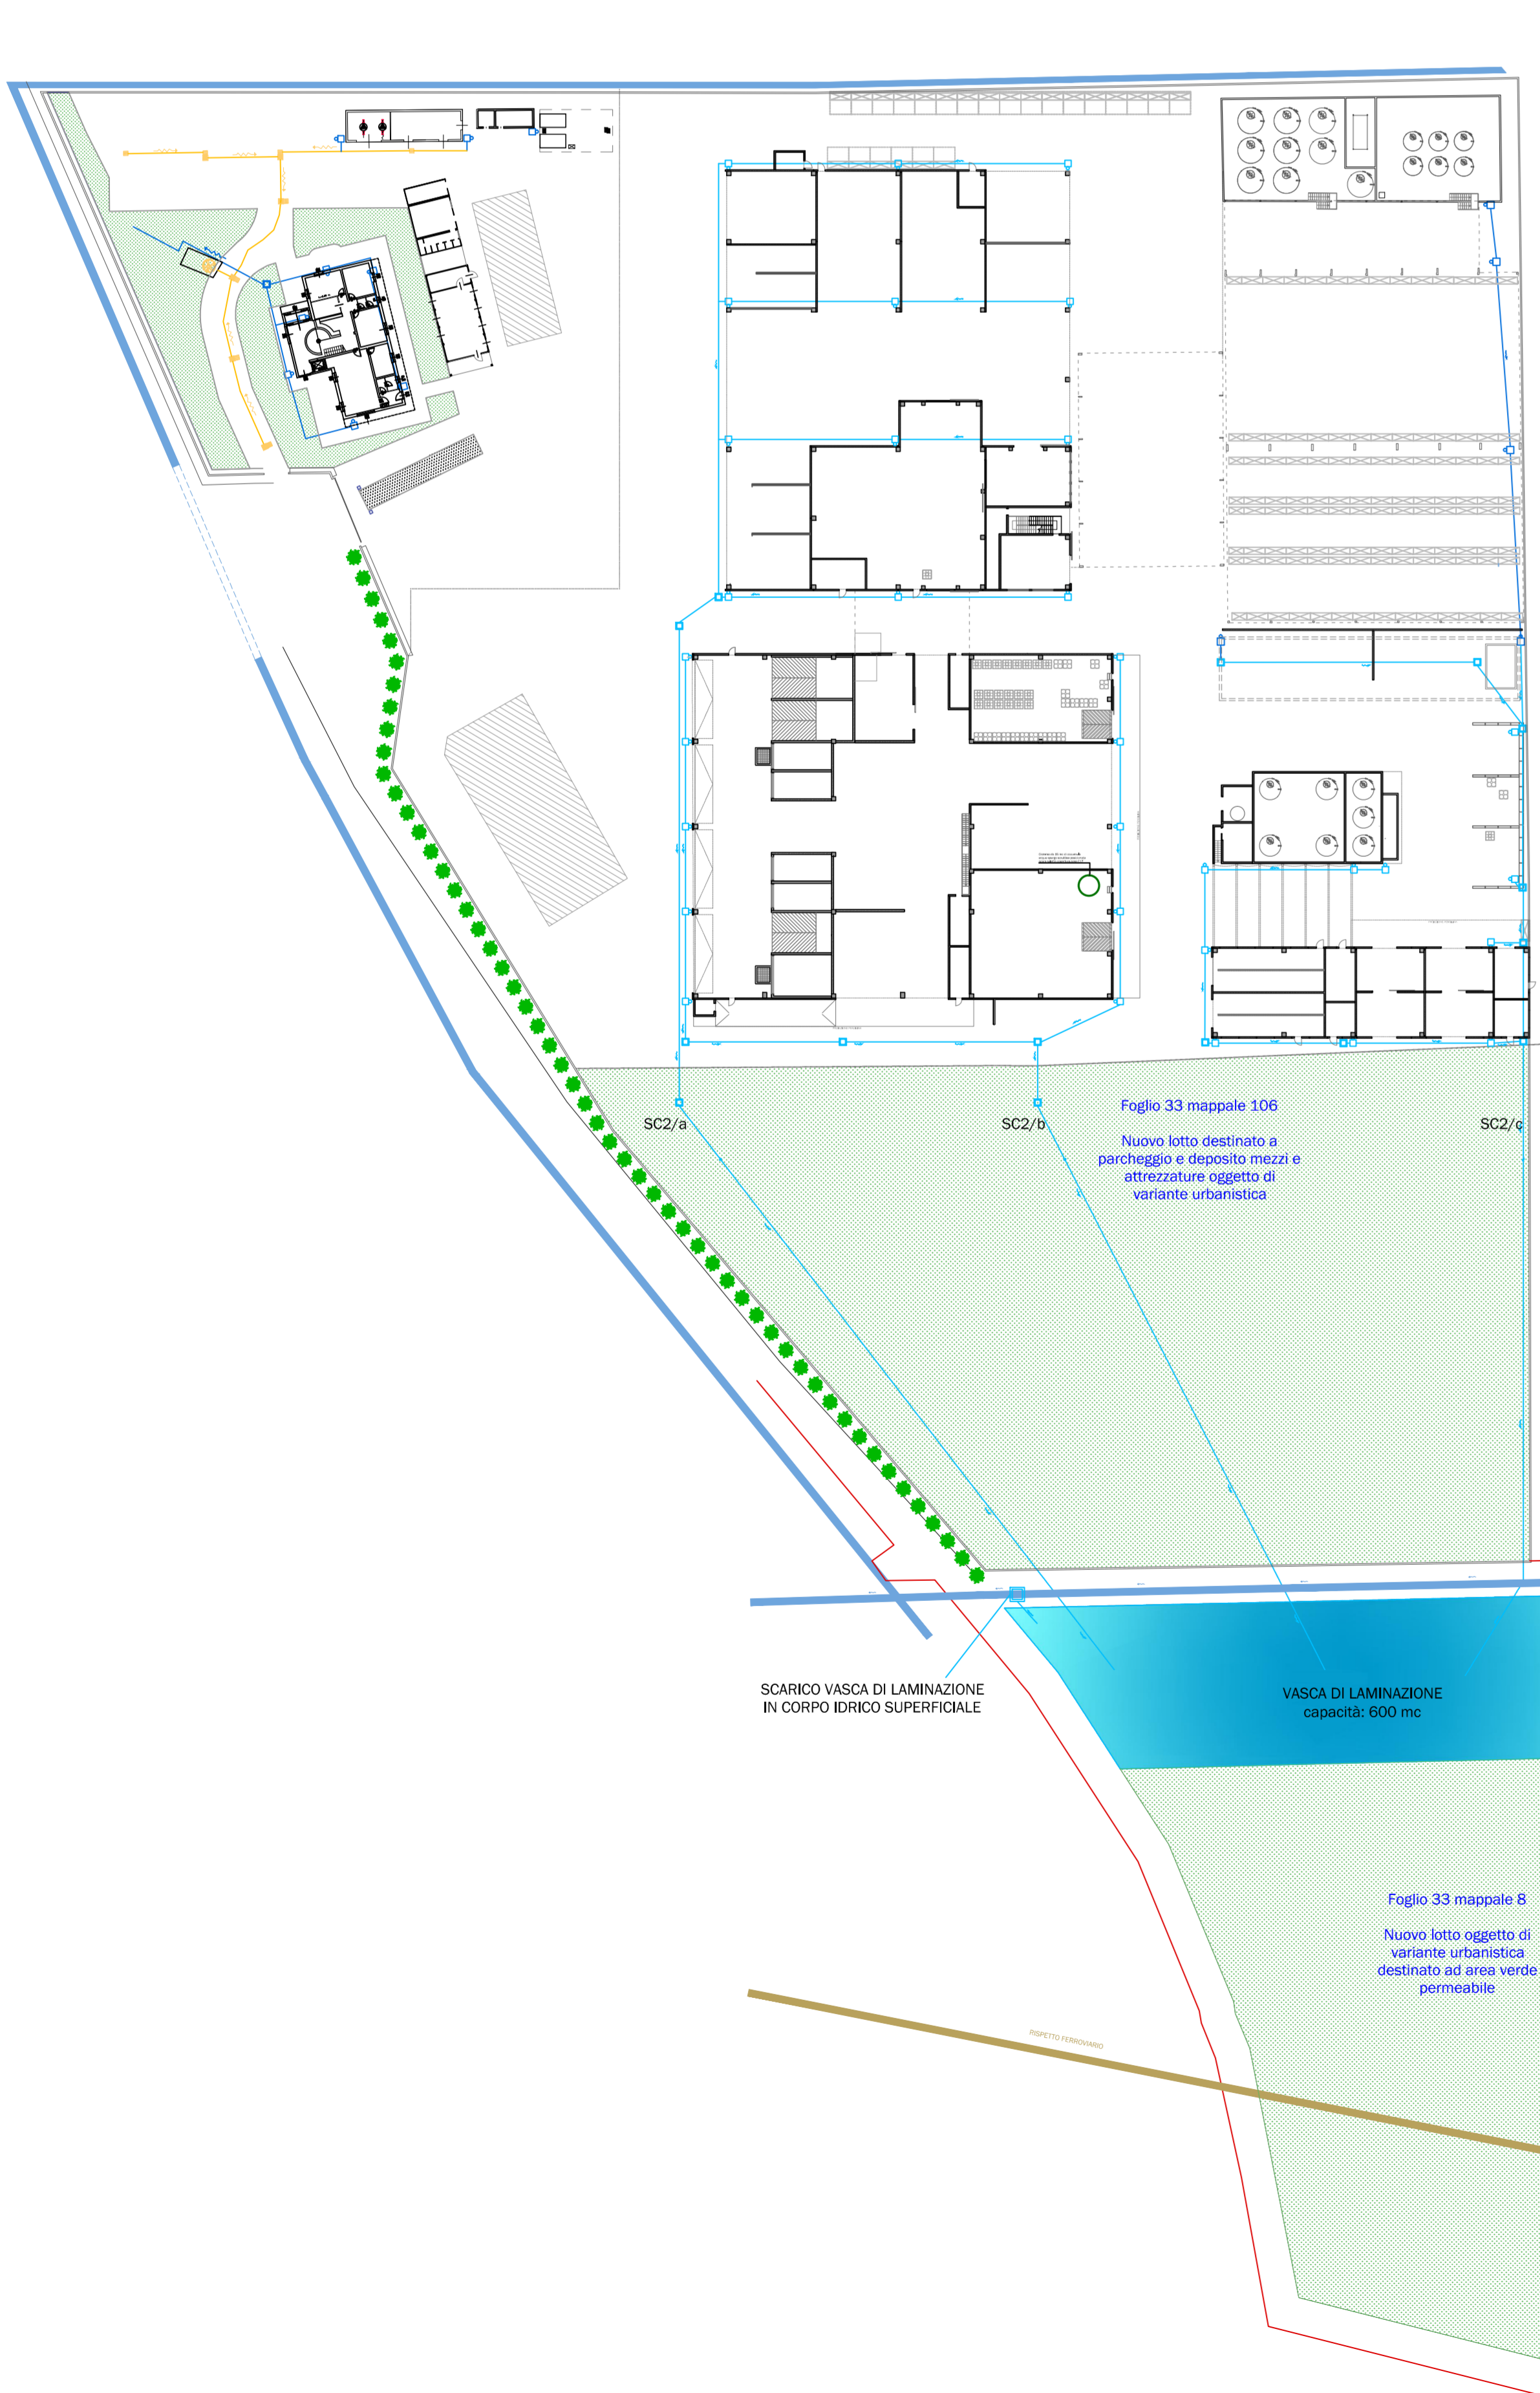 SC2/a
SC2/b
SC2/c
Foglio 33 mappale 106
Nuovo lotto destinato a
parcheggio e deposito mezzi e
attrezzature oggetto di
variante urbanistica
SCARICO VASCA DI LAMINAZIONE
IN CORPO IDRICO SUPERFICIALE
VASCA DI LAMINAZIONE
capacità: 600 mc
Foglio 33 mappale 8
Nuovo lotto oggetto di
variante urbanistica
destinato ad area verde
permeabile
RISPETTO FERROVIARIO